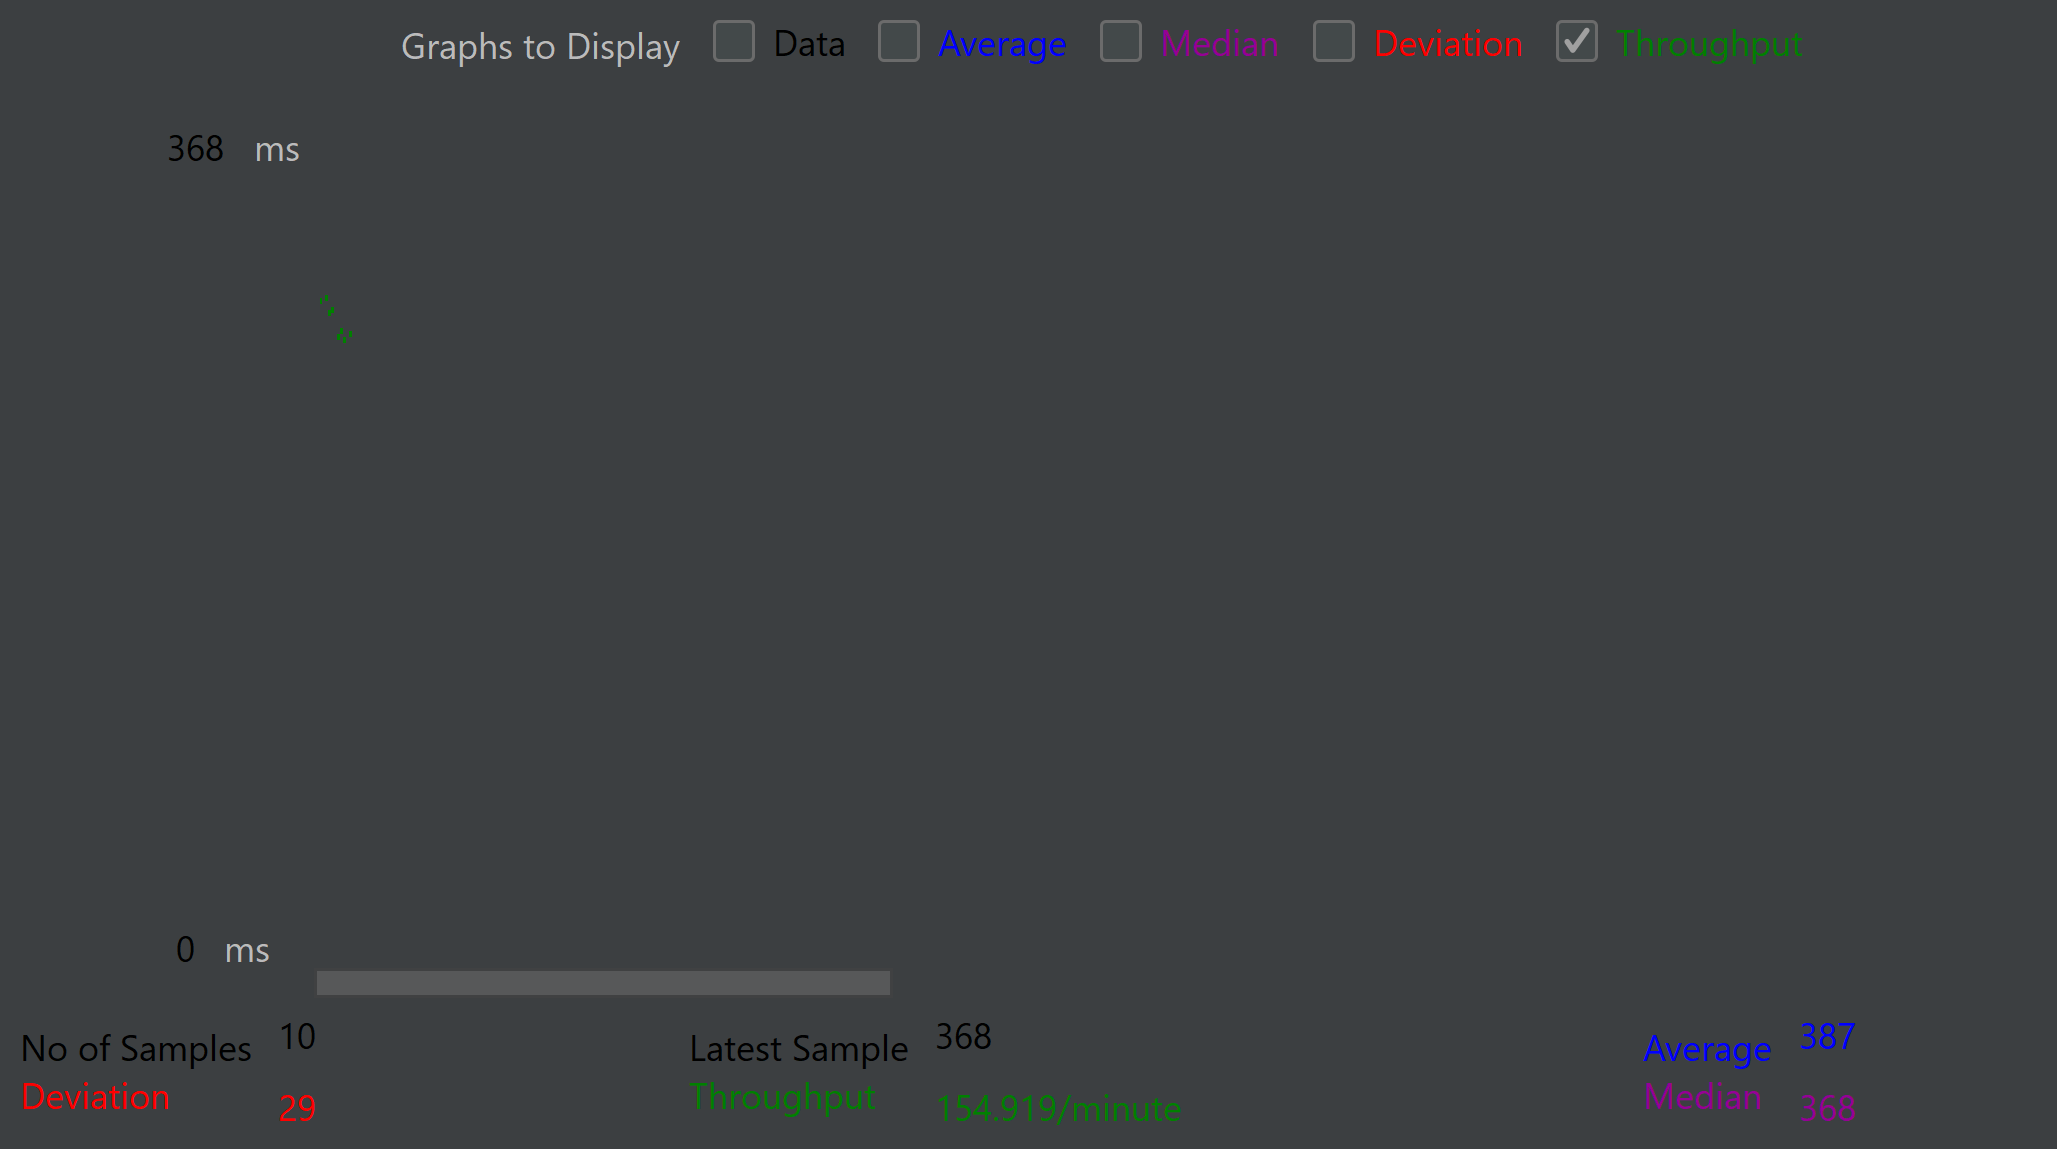 Graphs to Display Data Average Median Deviation Throughput
368 ms
0 ms
No of Samples 10 Latest Sample 368 Average 387
Deviation 29 Throughput 154.919/minute Median 368